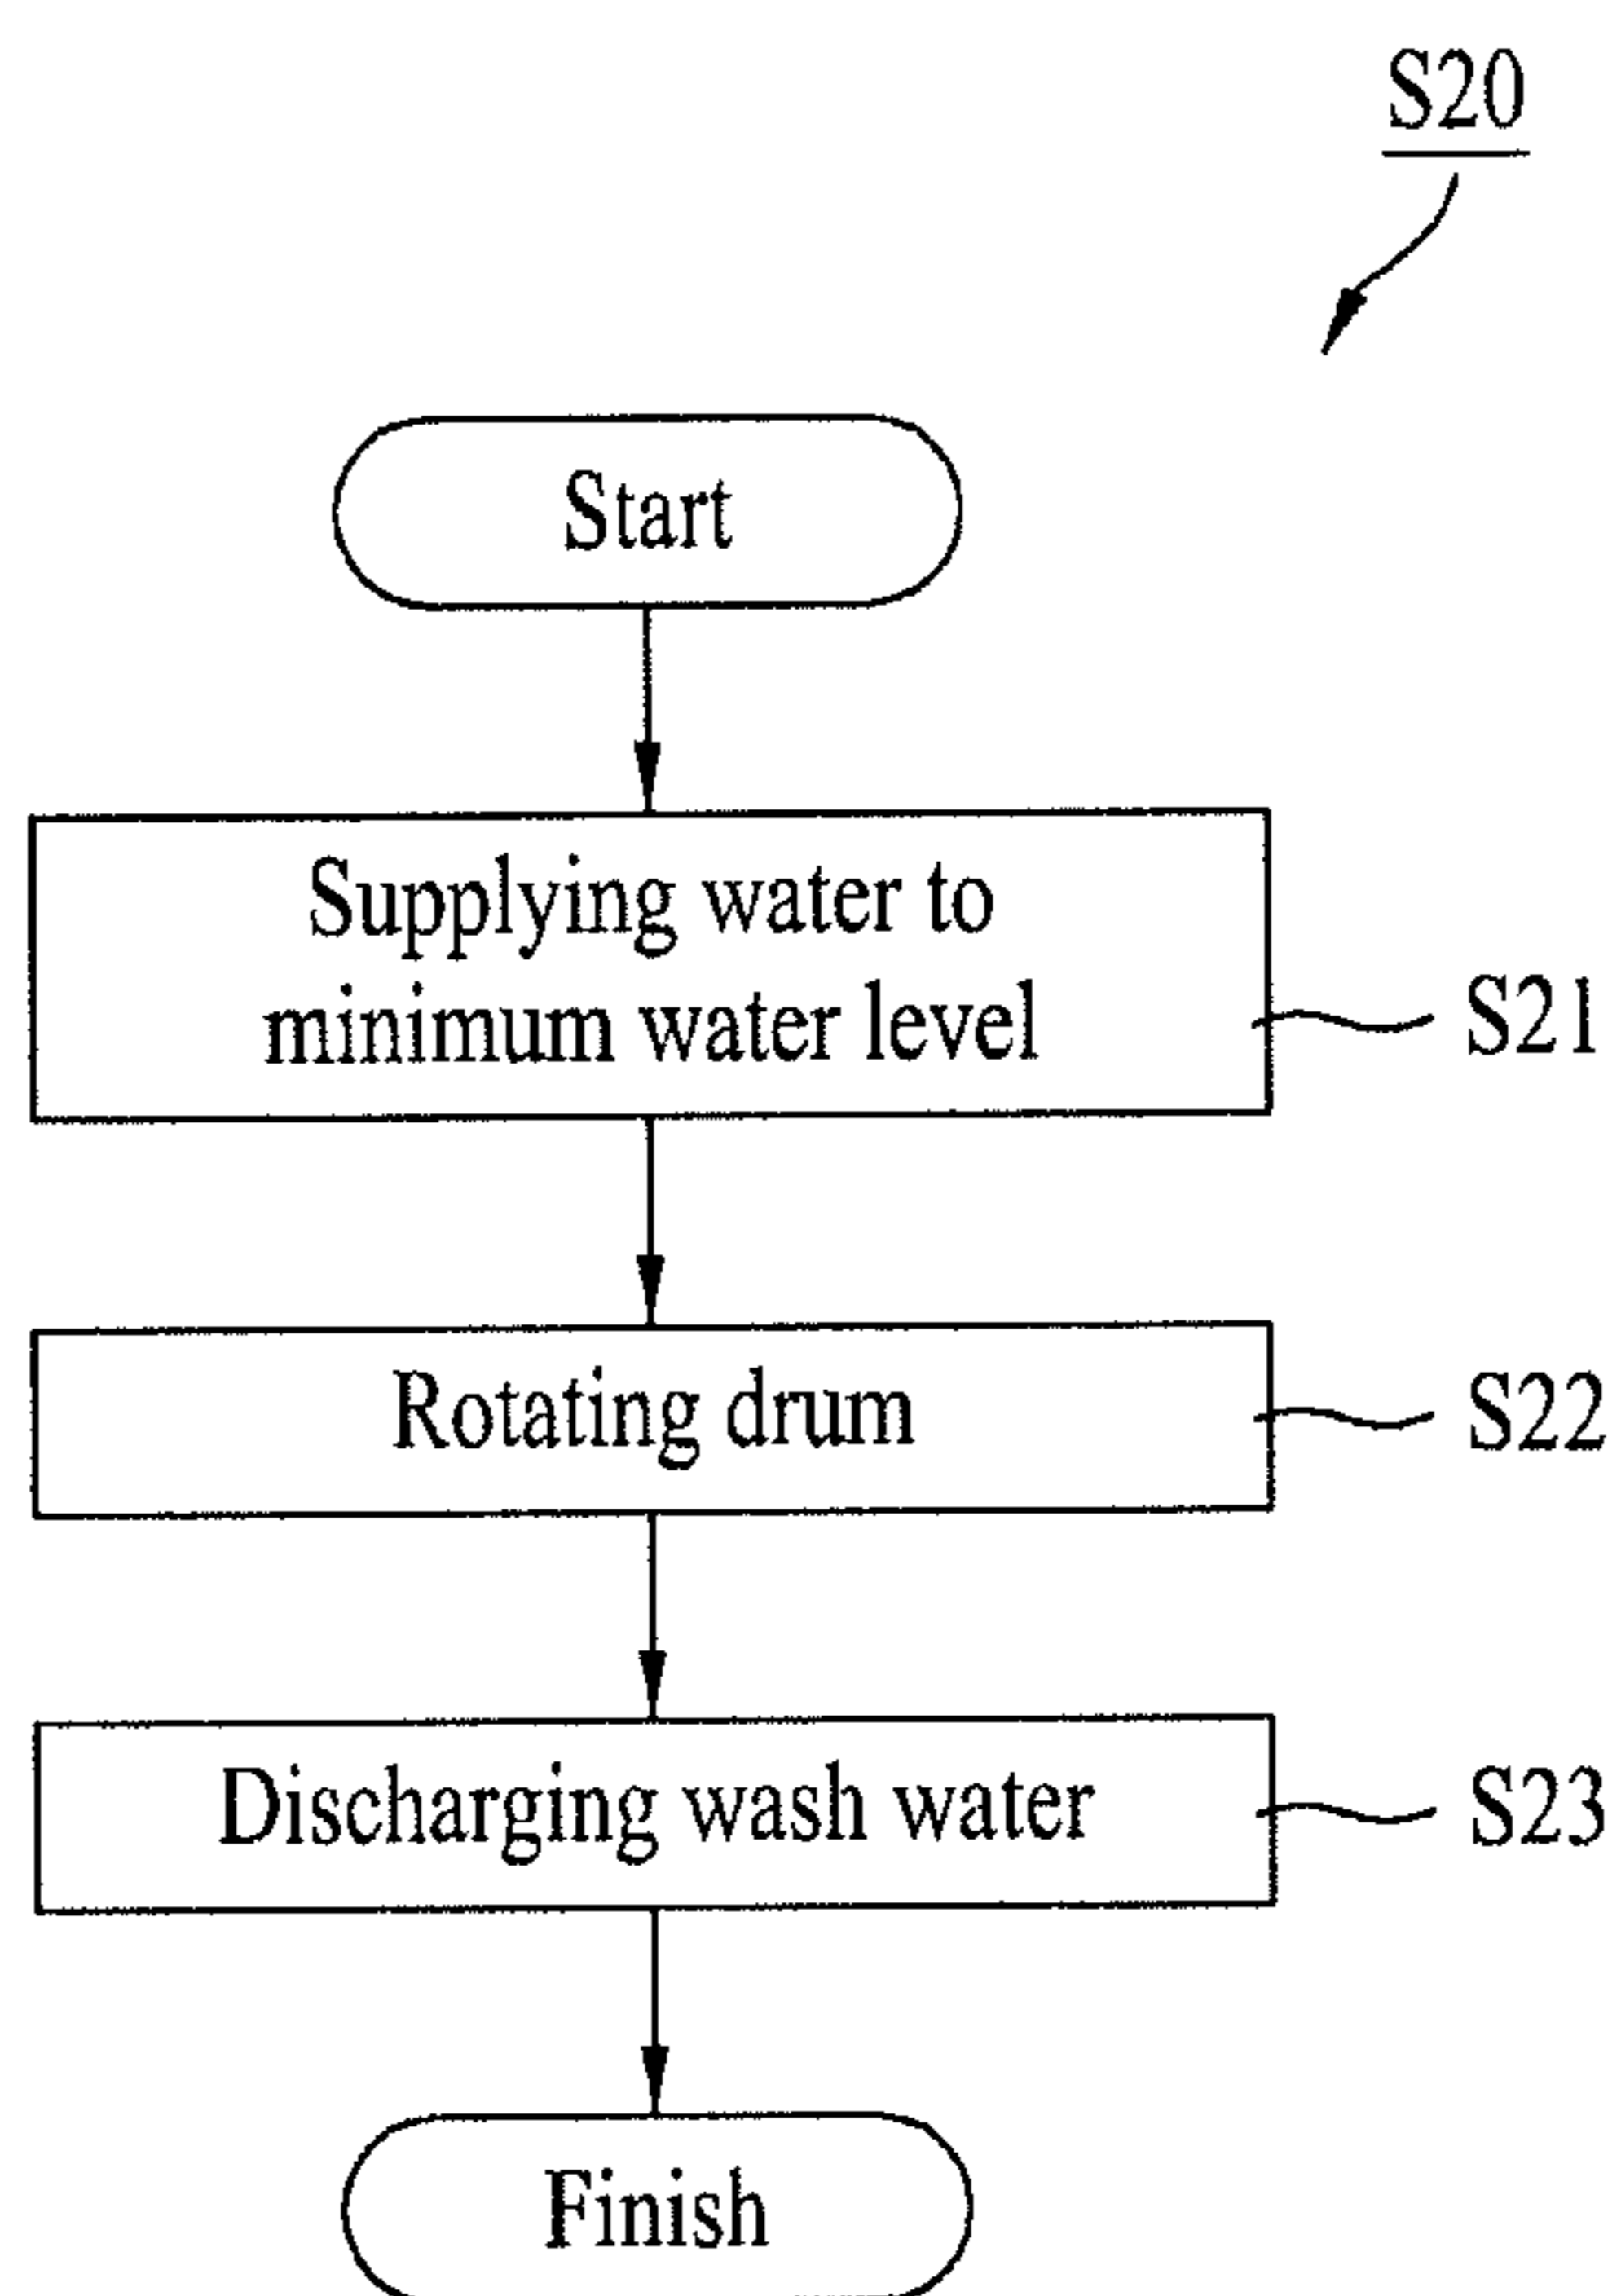 S20
Start
Supplying water to
minimum water level
S21
Rotating drum
S22
Discharging wash water
S23
Finish